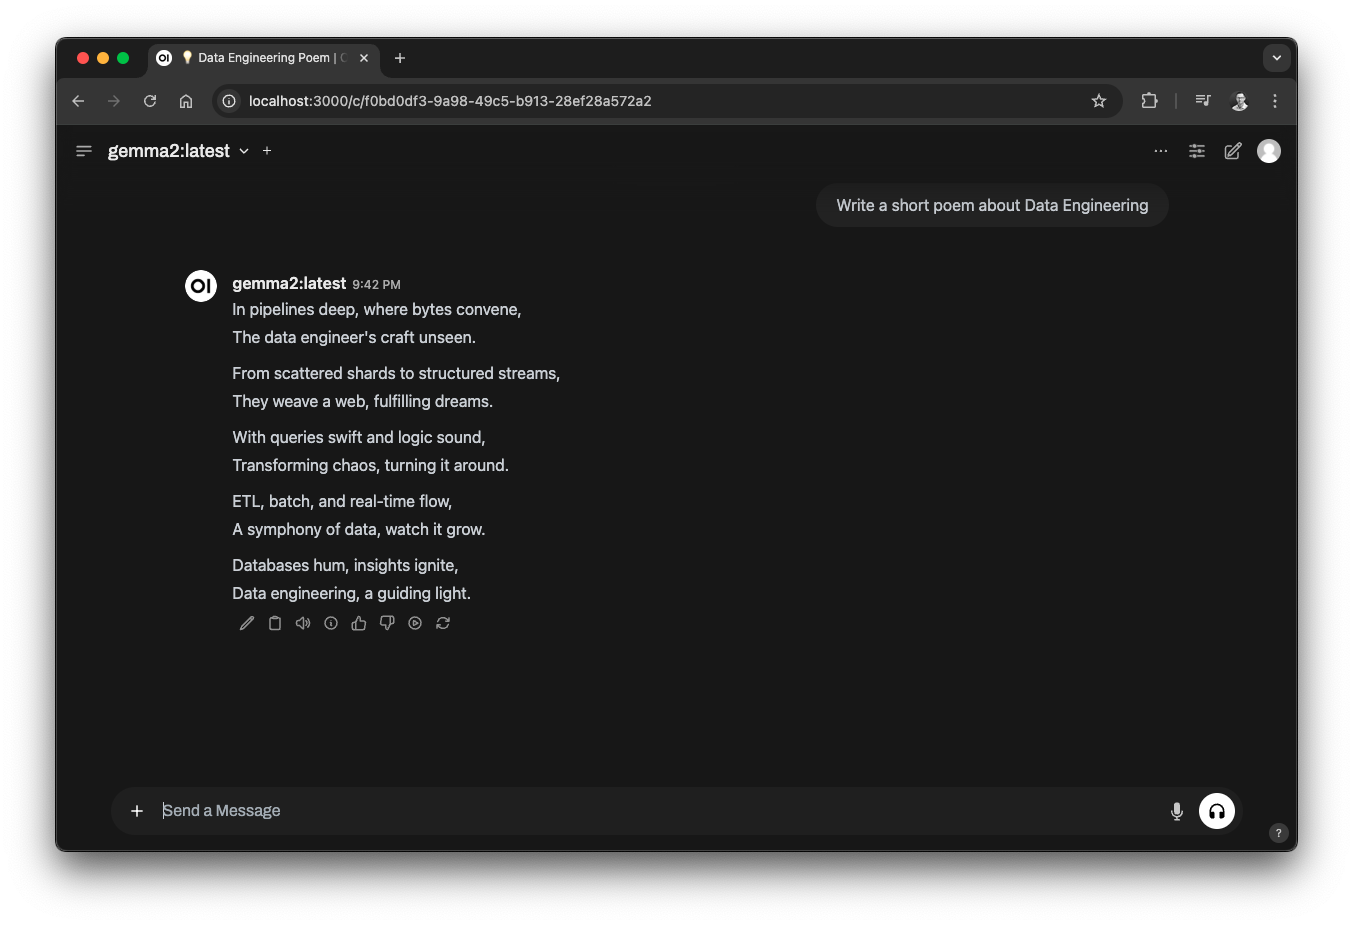 Data Engineering Poem |
localhost:3000/c/f0bd0df3-9a98-49c5-b913-28ef28a572a2
gemma2:latest
Write a short poem about Data Engineering
OI
gemma2:latest 9:42 PM
In pipelines deep, where bytes convene,
The data engineer's craft unseen.
From scattered shards to structured streams,
They weave a web, fulfilling dreams.
With queries swift and logic sound,
Transforming chaos, turning it around.
ETL, batch, and real-time flow,
A symphony of data, watch it grow.
Databases hum, insights ignite,
Data engineering, a guiding light.
Send a Message
?